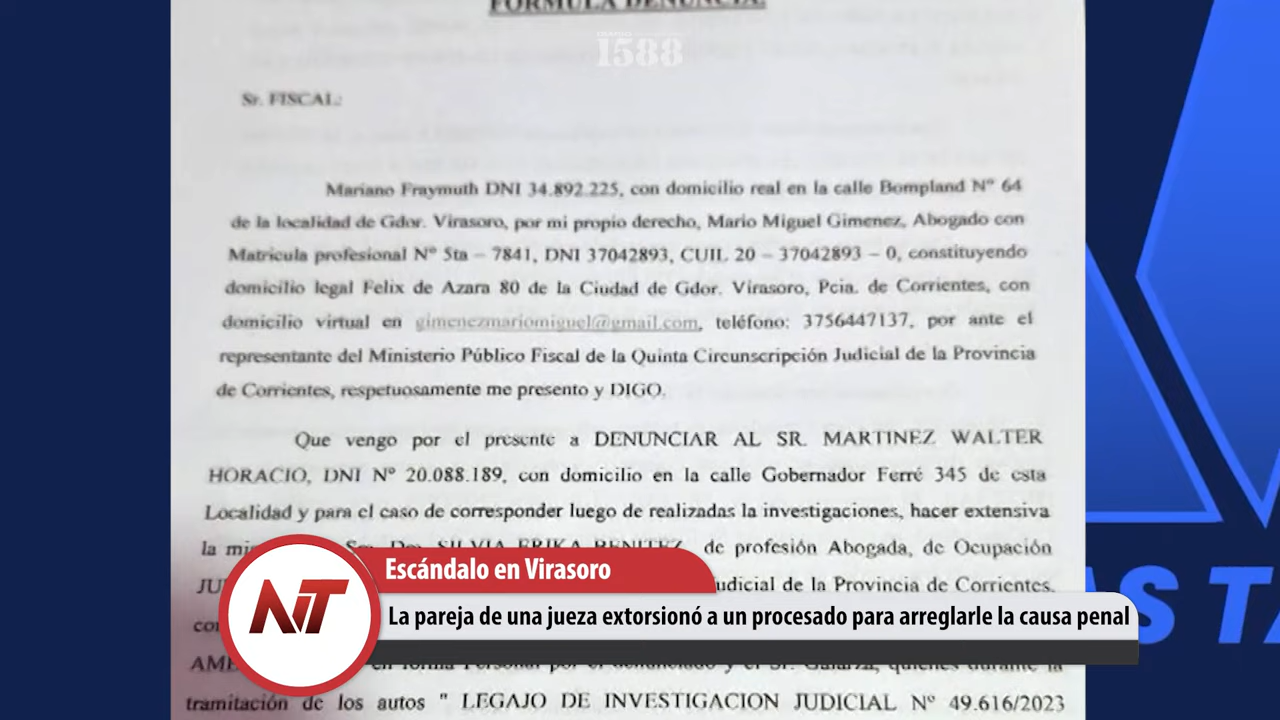 FORMULA DENUNCIA.
DIARIO
1588
Sr. FISCAL:
Mariano Fraymuth DNI 34.892.225, con domicilio real en la calle Bompland Nº 64
de la localidad de Gdor. Virasoro, por mi propio derecho, Mario Miguel Gimenez, Abogado con
Matricula profesional Nº Sta – 7841, DNI 37042893, CUIL 20 – 37042893 – 0, constituyendo
domicilio legal Felix de Azara 80 de la Ciudad de Gdor. Virasoro, Pcia. de Corrientes, con
domicilio virtual en gimenezmariomiguel@gmail.com, teléfono: 3756447137, por ante el
representante del Ministerio Público Fiscal de la Quinta Circunscripción Judicial de la Provincia
de Corrientes, respetuosamente me presento y DIGO.
Que vengo por el presente a DENUNCIAR AL SR. MARTINEZ WALTER
HORACIO, DNI Nº 20.088.189, con domicilio en la calle Gobernador Ferré 345 de esta
Localidad y para el caso de corresponder luego de realizadas la investigaciones, hacer extensiva
la SILVIA ERIKA BENITEZ, de profesión Abogada, de Ocupación
udicial de la Provincia de Corrientes,
AME en forma Personal por el denunciado y el Sr. Galarza, quienes durante la
tramitación de los autos " LEGAJO DE INVESTIGACION JUDICIAL Nº 49.616/2023
NT
Escándalo en Virasoro
La pareja de una jueza extorsionó a un procesado para arreglarle la causa penal
S TA